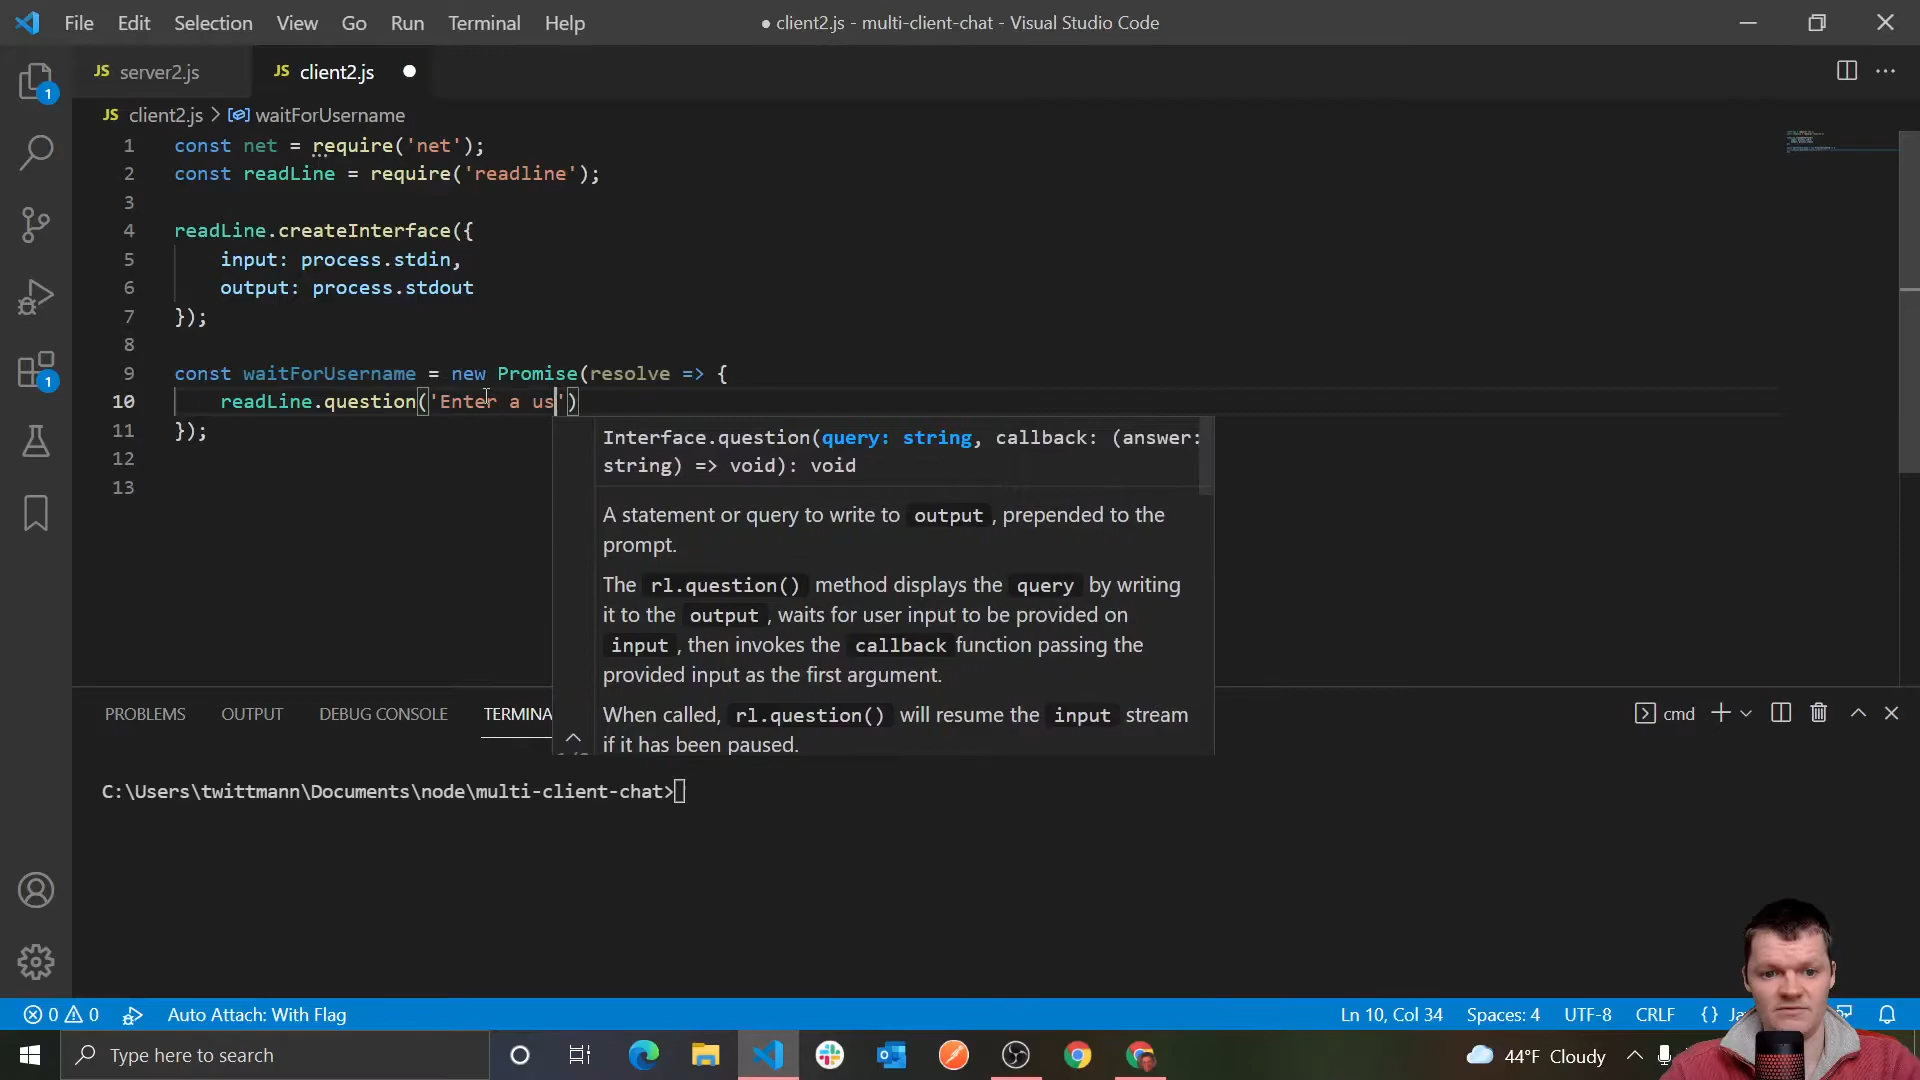 File Edit Selection View Go Run Terminal Help
● client2.js - multi-client-chat - Visual Studio Code
JS server2.js
JS client2.js ●
JS client2.js > waitForUsername
1 const net = require('net');
2 const readLine = require('readline');
3
4 readLine.createInterface({
5 input: process.stdin,
6 output: process.stdout
7 });
8
9 const waitForUsername = new Promise(resolve => {
10 readLine.question('Enter a us')
11 });
12
13
Interface.question(query: string, callback: (answer:
string) => void): void
A statement or query to write to output, prepended to the
prompt.
The rl.question() method displays the query by writing
it to the output, waits for user input to be provided on
input, then invokes the callback function passing the
provided input as the first argument.
When called, rl.question() will resume the input stream
if it has been paused.
1
1
PROBLEMS OUTPUT DEBUG CONSOLE TERMINA
cmd
C:\Users\twittmann\Documents\node\multi-client-chat>
0 0 Auto Attach: With Flag
Ln 10, Col 34 Spaces: 4 UTF-8 CRLF {}
Type here to search
44°F Cloudy